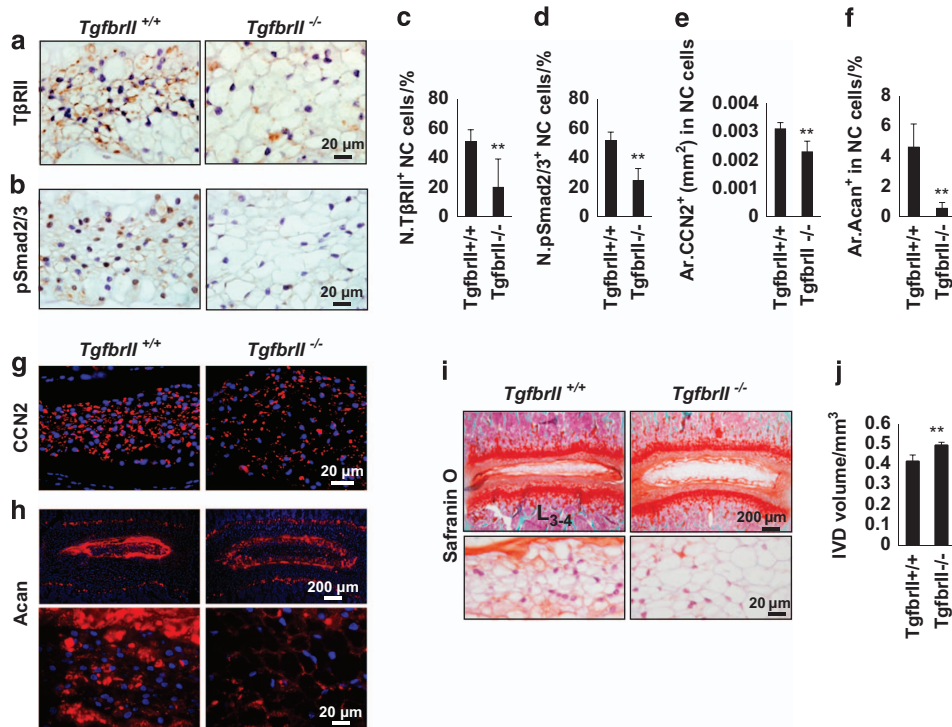 a
TgfbrII +/+
TgfbrII -/-
TβRII
20 µm
b
pSmad2/3
20 µm
c
N.TβRII+ NC cells/%
80
60
40
20
0
**
TgfbrII+/+
TgfbrII-/-
d
N.pSmad2/3+ NC cells/%
80
60
40
20
0
**
TgfbrII+/+
TgfbrII-/-
e
Ar.CCN2+ (mm2) in NC cells
0.004
0.003
0.002
0.001
0
**
TgfbrII+/+
TgfbrII -/-
f
Ar.Acan+ in NC cells/%
8
6
4
2
0
**
TgfbrII+/+
TgfbrII-/-
g
TgfbrII +/+
TgfbrII -/-
CCN2
20 µm
h
Acan
200 µm
20 µm
i
TgfbrII +/+
TgfbrII -/-
Safranin O
L3-4
200 µm
20 µm
j
IVD volume/mm3
0.6
0.5
0.4
0.3
0.2
0.1
0
**
TgfbrII+/+
TgfbrII-/-